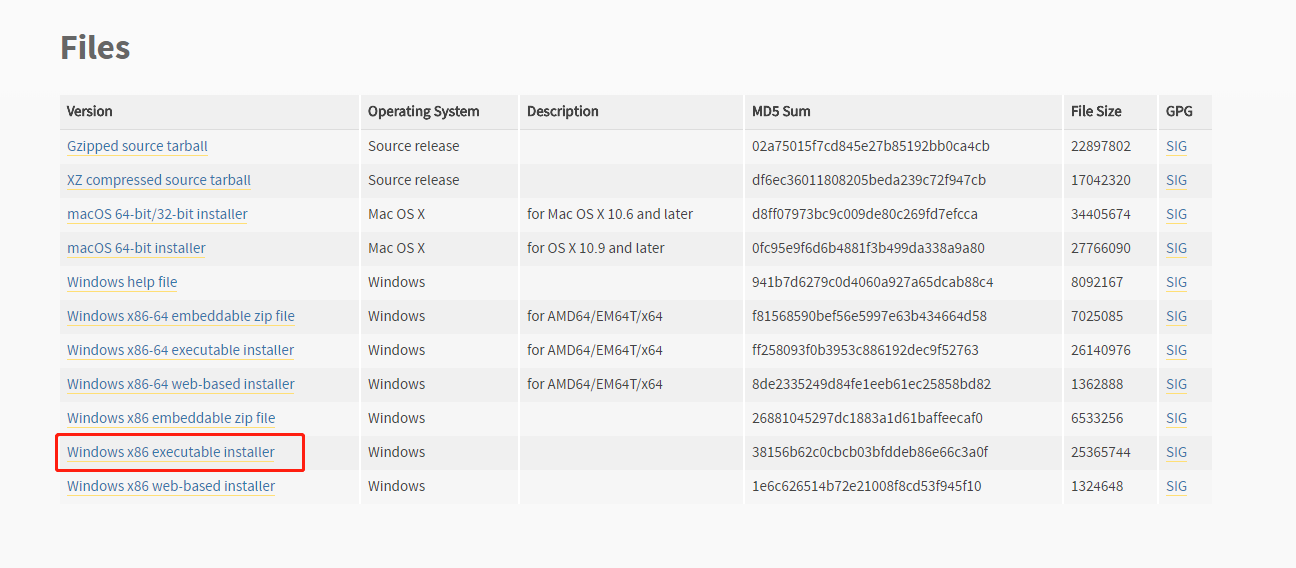 Files
Version Operating System Description MD5 Sum File Size GPG
Gzipped source tarball Source release 02a75015f7cd845e27b85192bb0ca4cb 22897802 SIG
XZ compressed source tarball Source release df6ec36011808205beda239c72f947cb 17042320 SIG
macOS 64-bit/32-bit installer Mac OS X for Mac OS X 10.6 and later d8ff07973bc9c009de80c269fd7efcca 34405674 SIG
macOS 64-bit installer Mac OS X for OS X 10.9 and later 0fc95e9f6d6b4881f3b499da338a9a80 27766090 SIG
Windows help file Windows 941b7d6279c0d4060a927a65dcab88c4 8092167 SIG
Windows x86-64 embeddable zip file Windows for AMD64/EM64T/x64 f81568590bef56e5997e63b434664d58 7025085 SIG
Windows x86-64 executable installer Windows for AMD64/EM64T/x64 ff258093f0b3953c886192dec9f52763 26140976 SIG
Windows x86-64 web-based installer Windows for AMD64/EM64T/x64 8de2335249d84fe1eeb61ec25858bd82 1362888 SIG
Windows x86 embeddable zip file Windows 26881045297dc1883a1d61baffeecaf0 6533256 SIG
Windows x86 executable installer Windows 38156b62c0cbcb03bfddeb86e66c3a0f 25365744 SIG
Windows x86 web-based installer Windows 1e6c626514b72e21008f8cd53f945f10 1324648 SIG